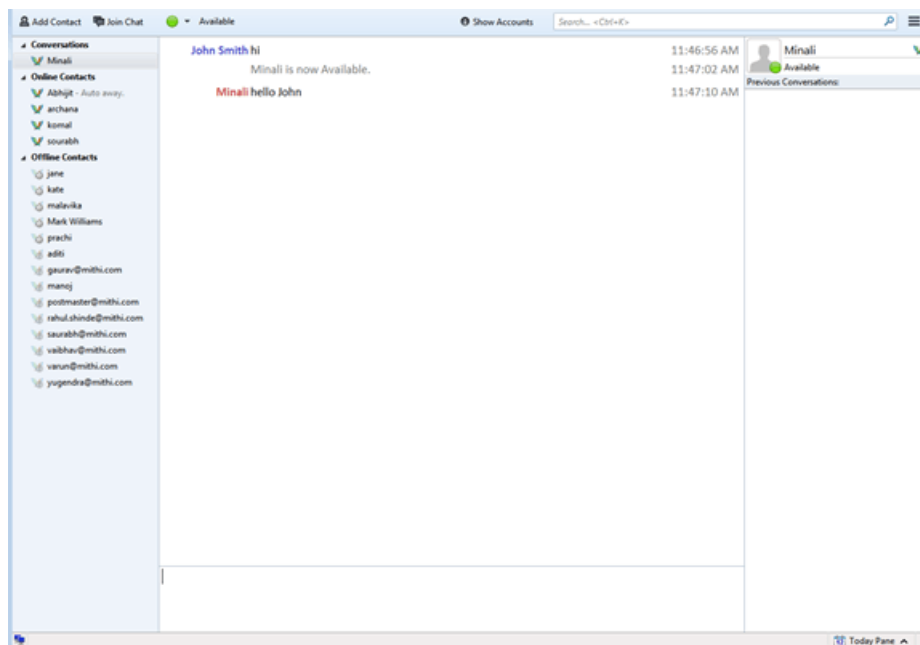 Add Contact Join Chat Available Show Accounts Search... <Ctrl+K>
Conversations
Minali
Online Contacts
Abhijit - Auto away.
archana
komal
sourabh
Offline Contacts
jane
kate
malavika
Mark Williams
prachi
aditi
gaurav@mithi.com
manoj
postmaster@mithi.com
rahul.shinde@mithi.com
saurabh@mithi.com
vaibhav@mithi.com
varun@mithi.com
yugendra@mithi.com
John Smith hi 11:46:56 AM
Minali is now Available. 11:47:02 AM
Minali hello John 11:47:10 AM
Minali
Available
Previous Conversations:
Today Pane